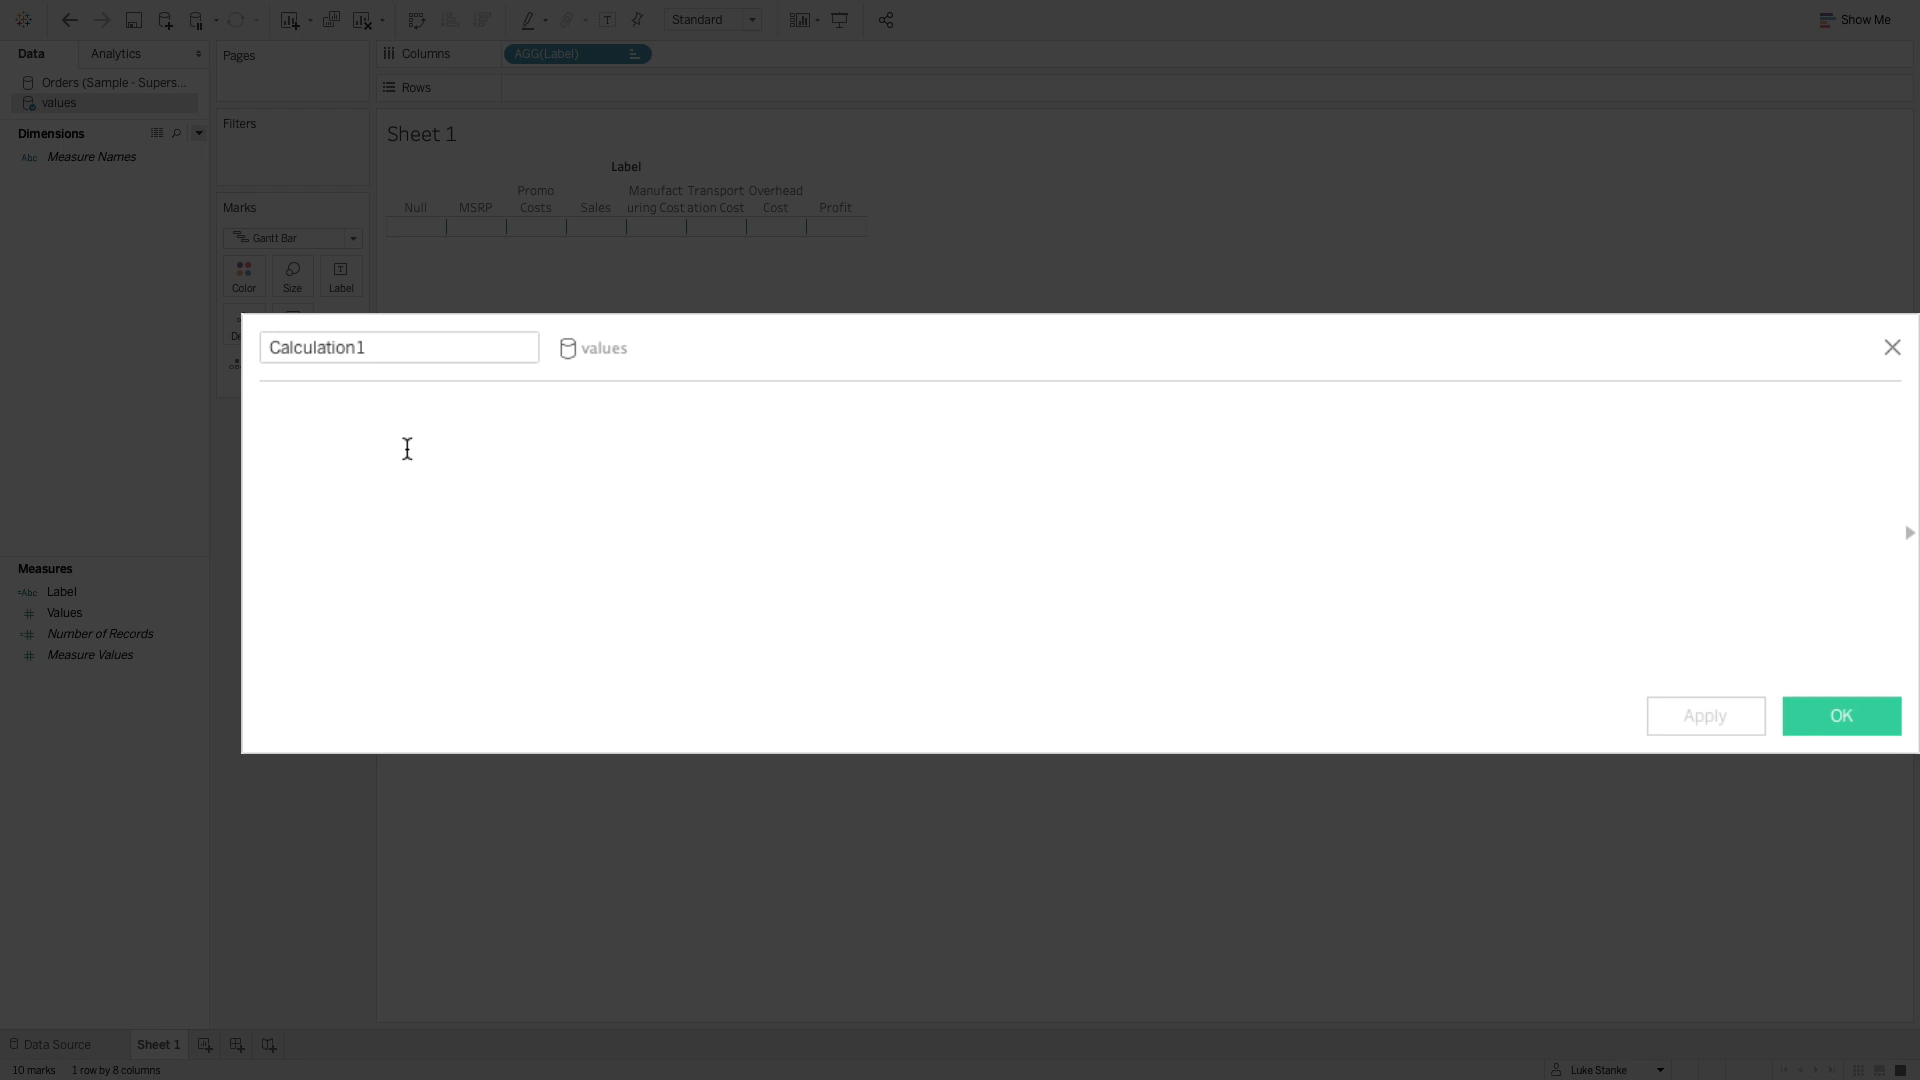 Standard
Show Me
Data
Analytics
Pages
Columns
AGG(Label)
Orders (Sample - Supers...
values
Rows
Filters
Dimensions
Abc Measure Names
Sheet 1
Label
Null
MSRP
Promo
Costs
Sales
Manufact
uring Cost
Transport
ation Cost
Overhead
Cost
Profit
Marks
Gantt Bar
Color
Size
T
Label
De
Calculation1
values
Apply
OK
Measures
=Abc Label
# Values
=# Number of Records
# Measure Values
Data Source
Sheet 1
10 marks
1 row by 8 columns
Luke Stanke